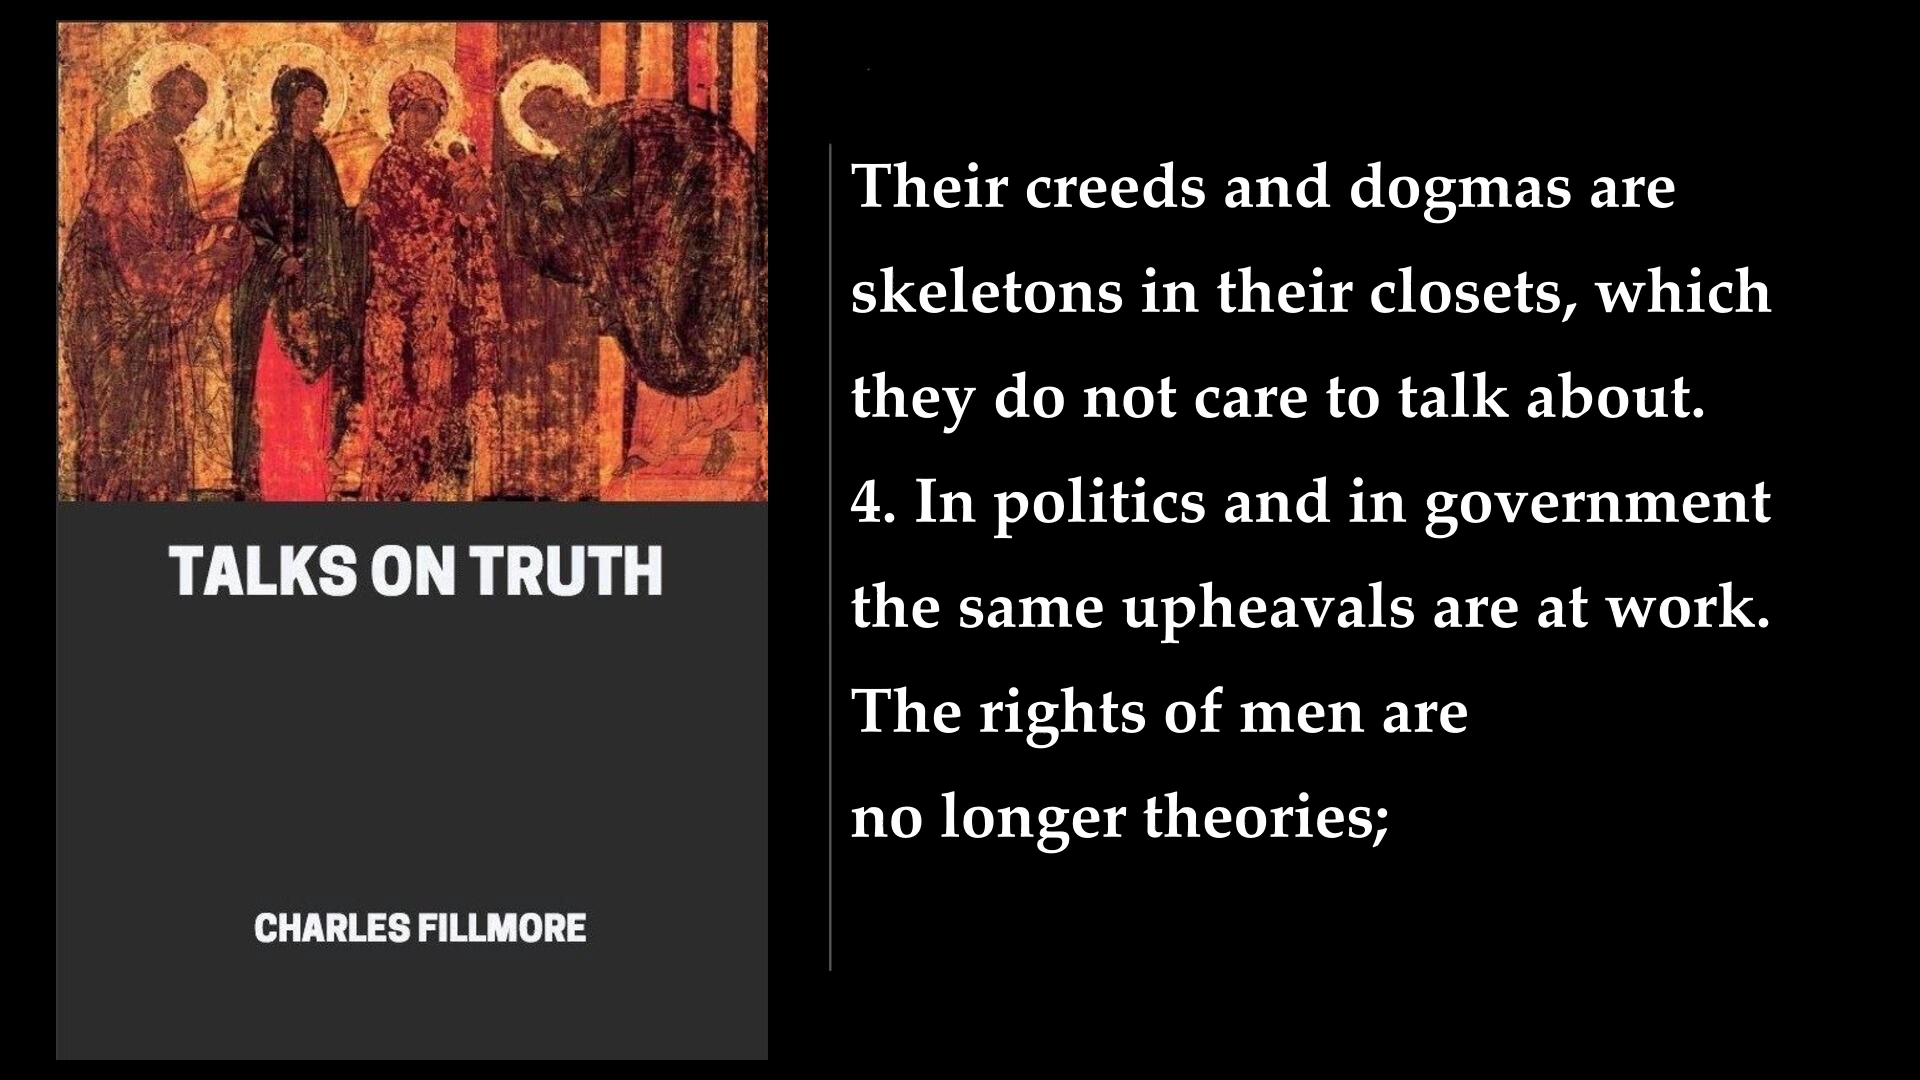 TALKS ON TRUTH
CHARLES FILLMORE
Their creeds and dogmas are
skeletons in their closets, which
they do not care to talk about.
4. In politics and in government
the same upheavals are at work.
The rights of men are
no longer theories;